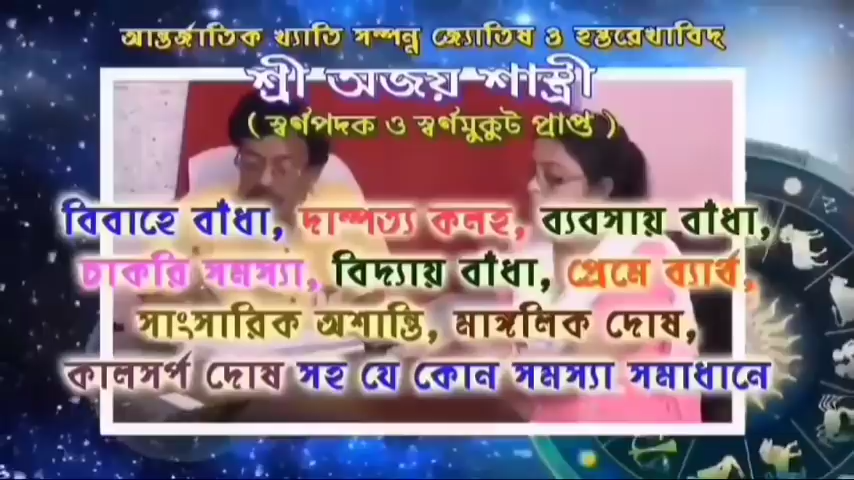 আন্তর্জাতিক খ্যাতি সম্পন্ন জ্যোতিষ ও হস্তরেখাবিদ্
শ্রী অজয় শাস্ত্রী
( স্বর্ণপদক ও স্বর্ণমুকুট প্রাপ্ত )
বিবাহে বাঁধা, দাম্পত্য কলহ, ব্যবসায় বাঁধা,
চাকরি সমস্যা, বিদ্যায় বাঁধা, প্রেমে ব্যার্থ,
সাংসারিক অশান্তি, মাঙ্গলিক দোষ,
কালসর্প দোষ সহ যে কোন সমস্যা সমাধানে